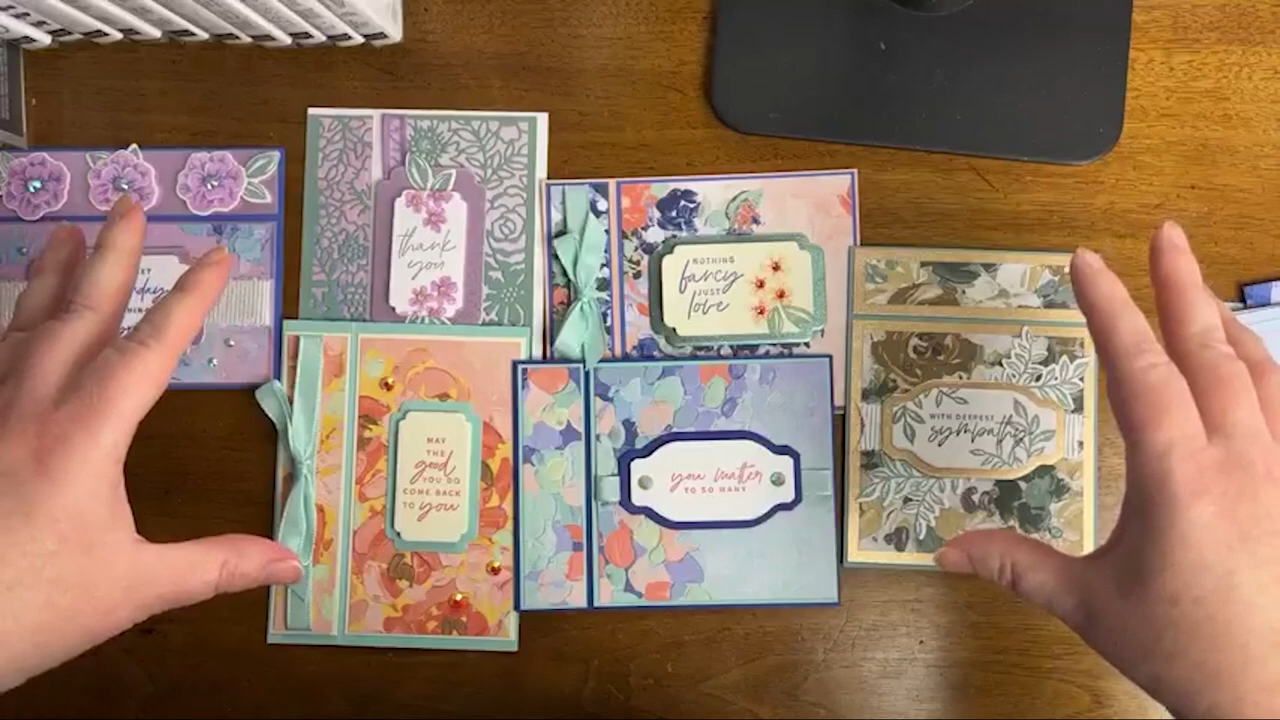 thank
you
NOTHING
fancy
JUST
love
WITH DEEPEST
sympathy
MAY
THE
good
YOU DO
COME BACK
TO you
you matter
TO SO MANY